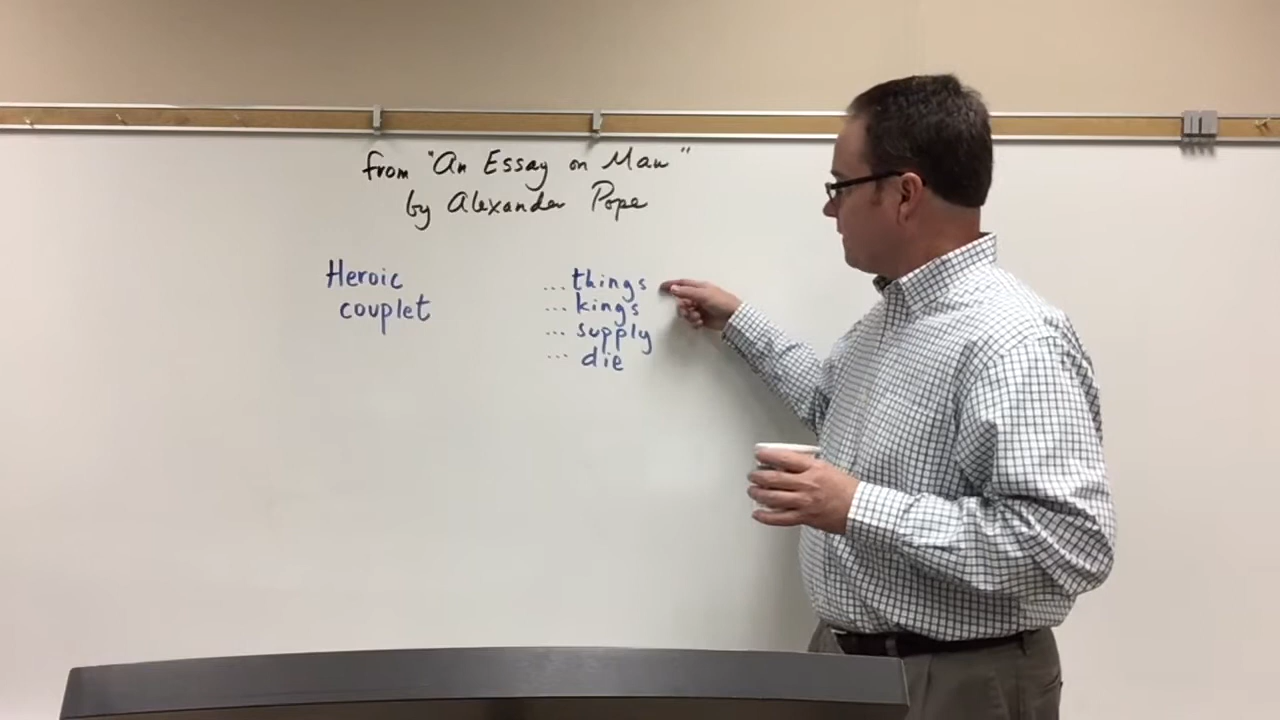 from "An Essay on Man"
by Alexander Pope
Heroic
couplet
... things
... kings
... supply
... die